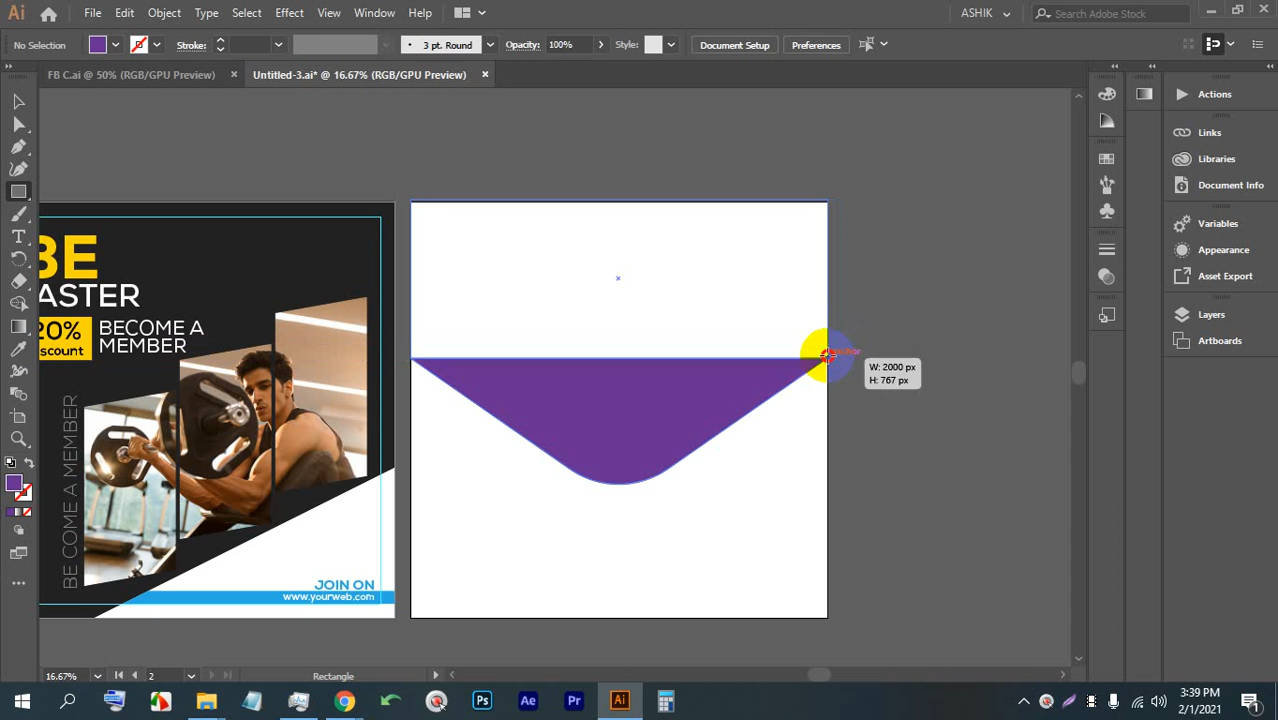 Ai File Edit Object Type Select Effect View Window Help ASHIK Search Adobe Stock
No Selection Stroke: 3 pt. Round Opacity: 100% Style: Document Setup Preferences
FB C.ai @ 50% (RGB/GPU Preview) Untitled-3.ai* @ 16.67% (RGB/GPU Preview)
Actions
Links
Libraries
Document Info
Variables
Appearance
Asset Export
Layers
Artboards
BE
ASTER
20% BECOME A
iscount MEMBER
BE COME A MEMBER
JOIN ON
www.yourweb.com
W: 2000 px
H: 767 px
16.67% 2 Rectangle
Ps Ae Pr Ai
3:39 PM
2/1/2021
1